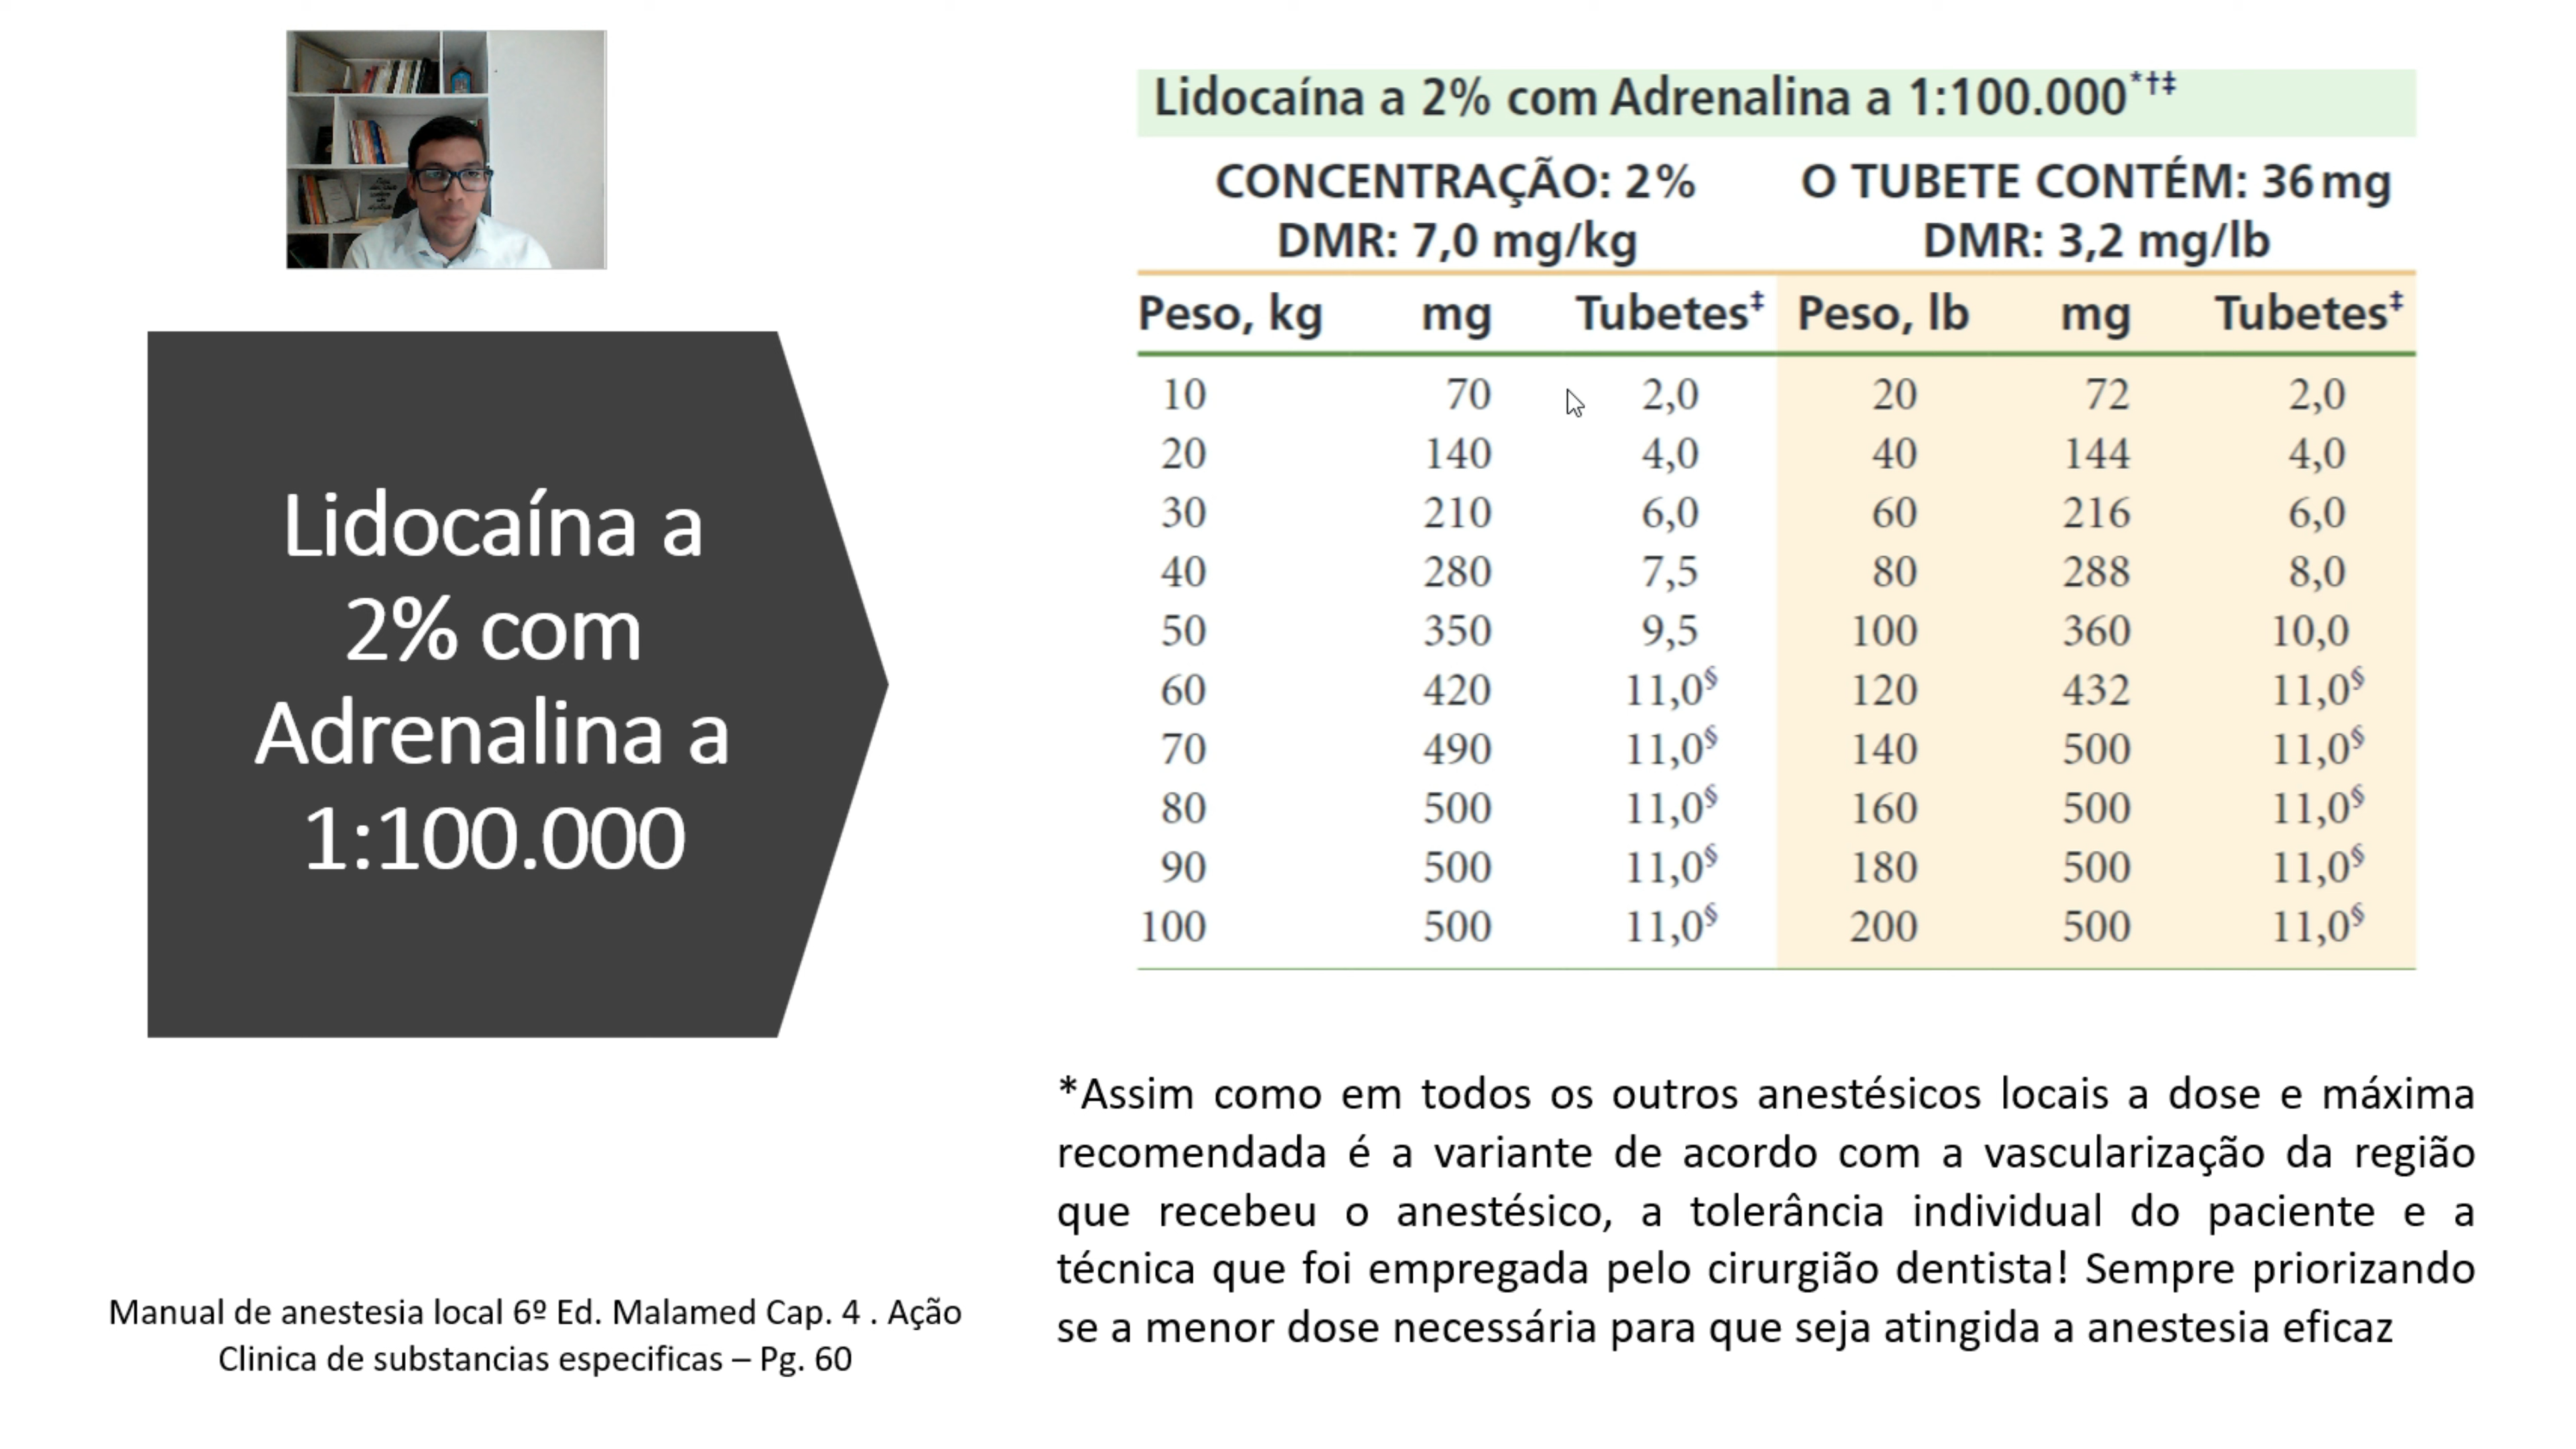 Lidocaína a
2% com
Adrenalina a
1:100.000
Manual de anestesia local 6º Ed. Malamed Cap. 4 . Ação
Clinica de substancias especificas – Pg. 60
Lidocaína a 2% com Adrenalina a 1:100.000*†‡
CONCENTRAÇÃO: 2% O TUBETE CONTÉM: 36 mg
DMR: 7,0 mg/kg DMR: 3,2 mg/lb
Peso, kg mg Tubetes‡ Peso, lb mg Tubetes‡
10 70 2,0 20 72 2,0
20 140 4,0 40 144 4,0
30 210 6,0 60 216 6,0
40 280 7,5 80 288 8,0
50 350 9,5 100 360 10,0
60 420 11,0§ 120 432 11,0§
70 490 11,0§ 140 500 11,0§
80 500 11,0§ 160 500 11,0§
90 500 11,0§ 180 500 11,0§
100 500 11,0§ 200 500 11,0§
*Assim como em todos os outros anestésicos locais a dose e máxima
recomendada é a variante de acordo com a vascularização da região
que recebeu o anestésico, a tolerância individual do paciente e a
técnica que foi empregada pelo cirurgião dentista! Sempre priorizando
se a menor dose necessária para que seja atingida a anestesia eficaz